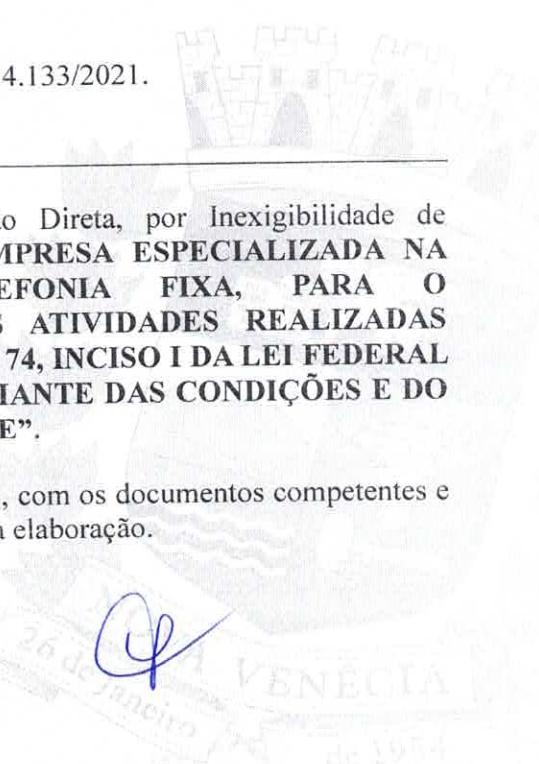 4.133/2021.
o Direta, por Inexigibilidade de
MPRESA ESPECIALIZADA NA
EFONIA FIXA, PARA O
S ATIVIDADES REALIZADAS
74, INCISO I DA LEI FEDERAL
IANTE DAS CONDIÇÕES E DO
E”.
, com os documentos competentes e
a elaboração.
NOVA VENÉCIA
26 de Janeiro
de 1954